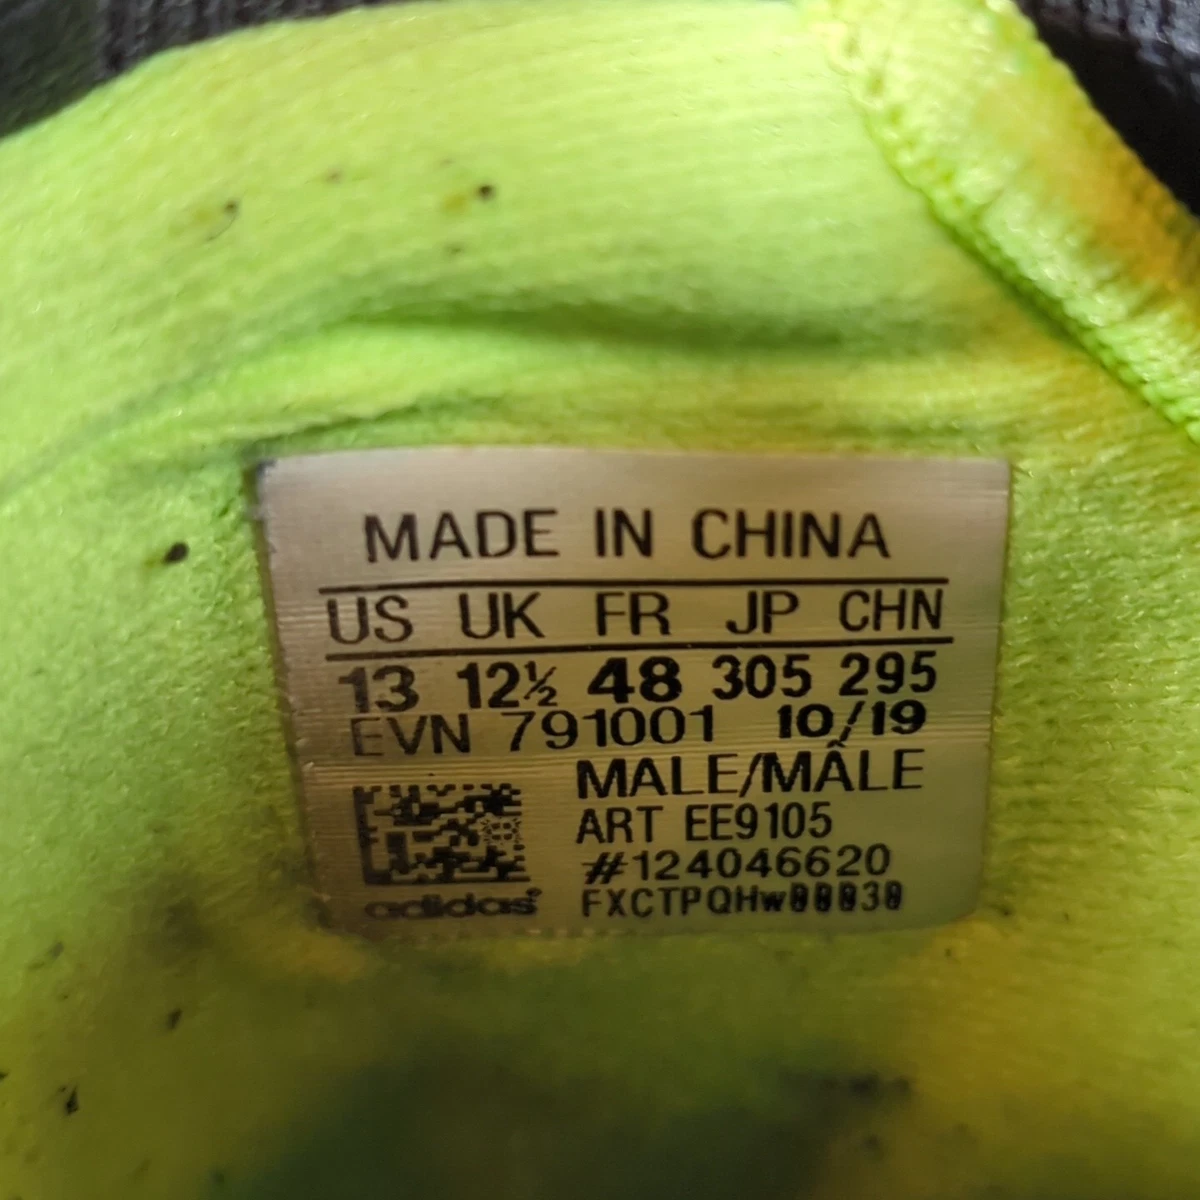 MADE IN CHINA
US UK FR JP CHN
13 12½ 48 305 295
EVN 791001 10/19
MALE/MÂLE
ART EE9105
#124046620
FXCTPQHw00030
adidas®